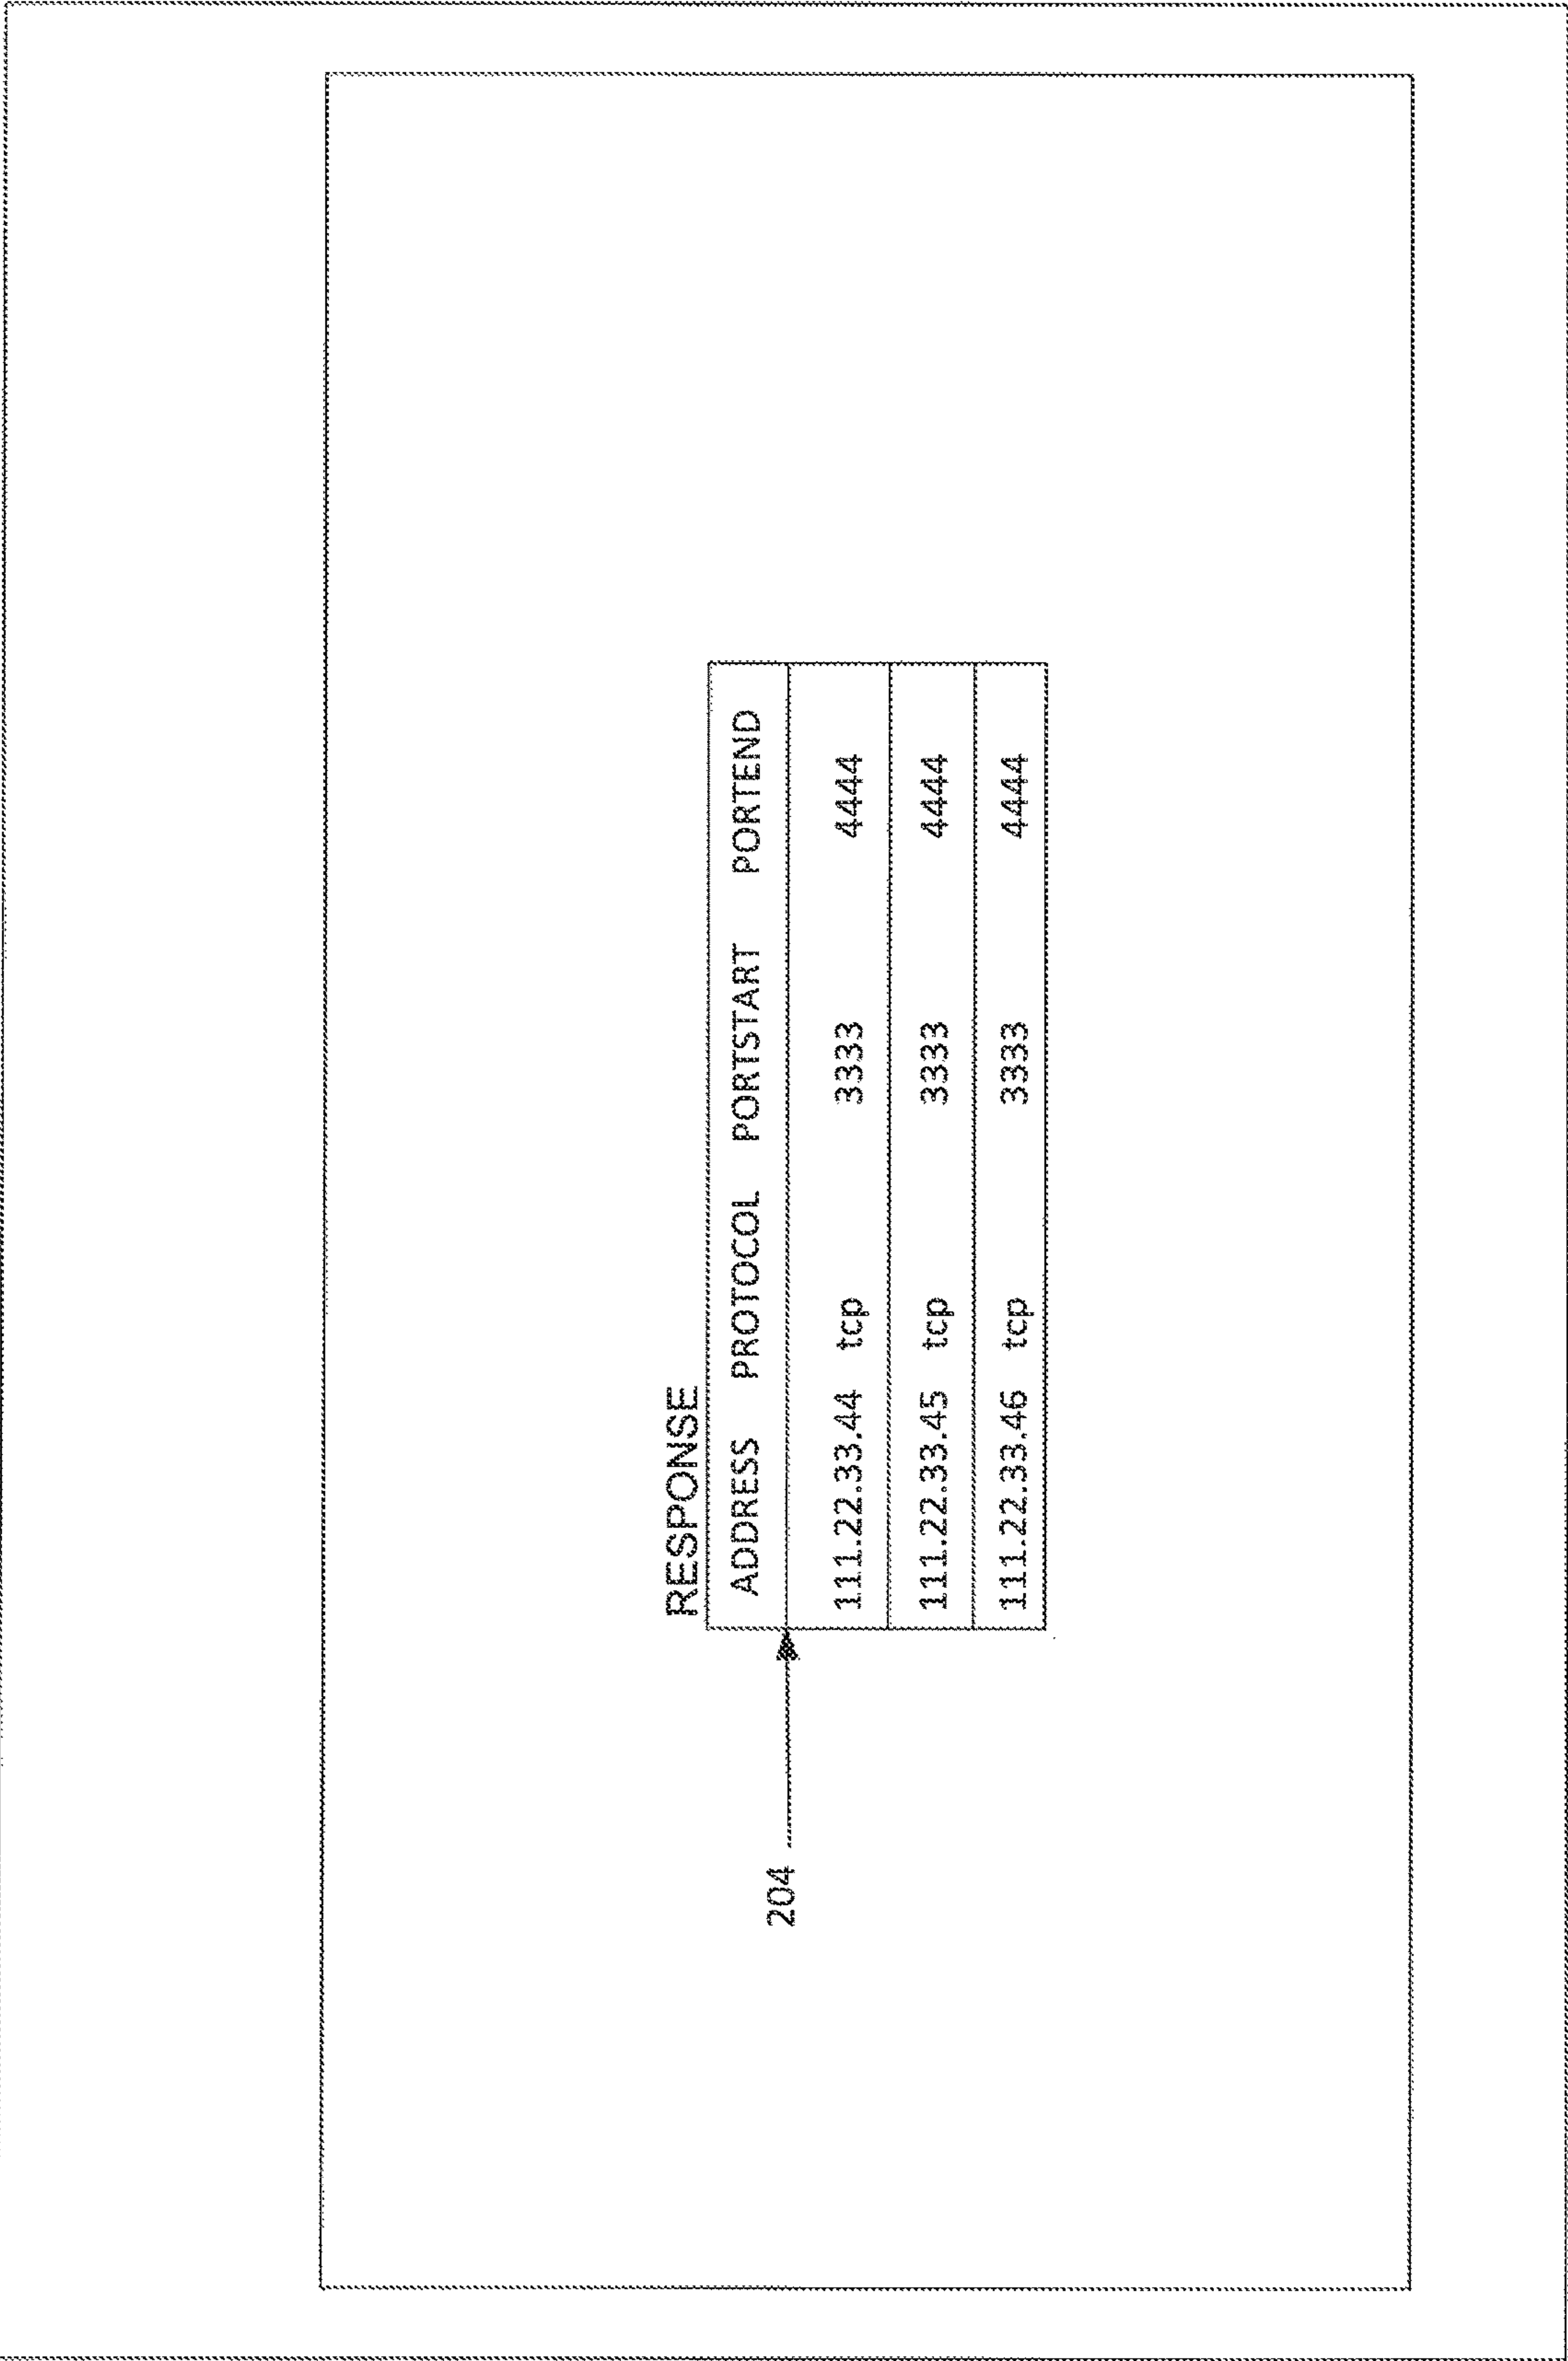 RESPONSE
204
ADDRESS PROTOCOL PORTSTART PORTEND
111.22.33.44 tcp 3333 4444
111.22.33.45 tcp 3333 4444
111.22.33.46 tcp 3333 4444